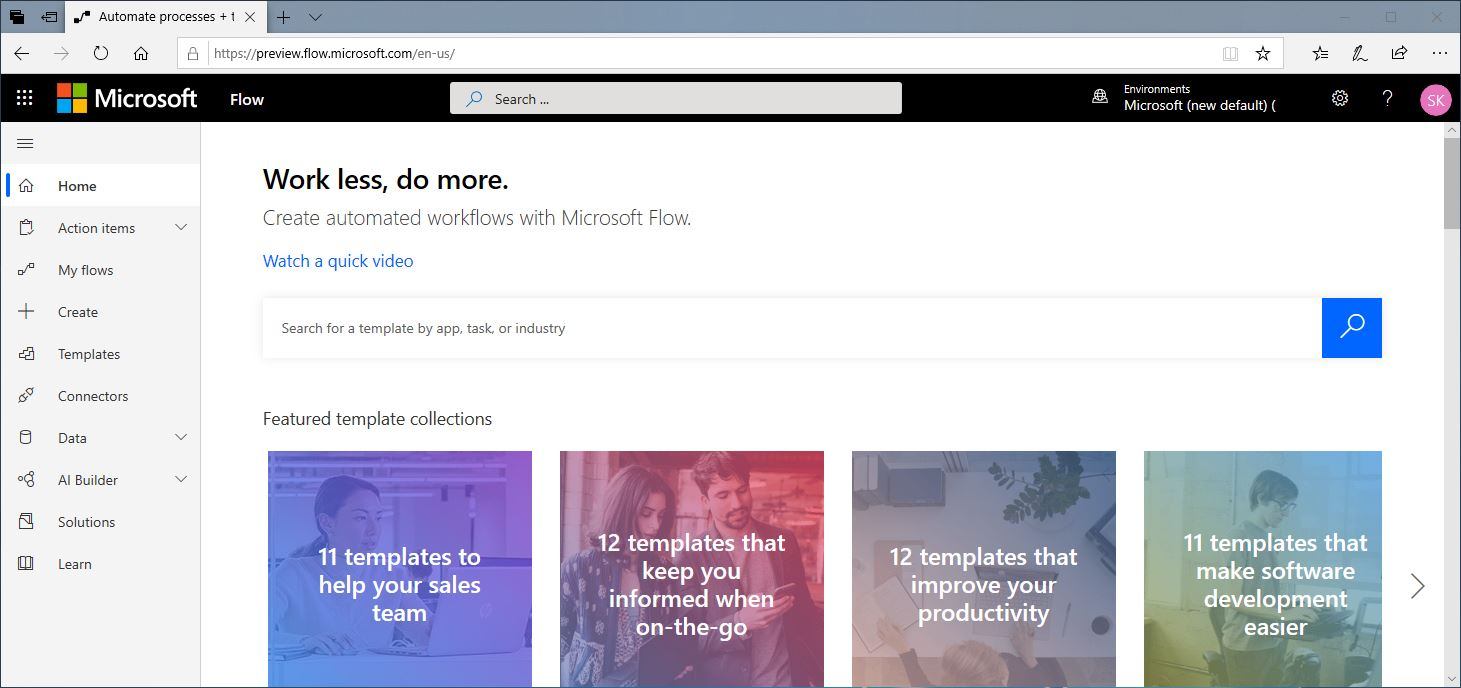 Automate processes + t
https://preview.flow.microsoft.com/en-us/
Microsoft
Flow
Search ...
Environments
Microsoft (new default) (
?
SK
Home
Action items
My flows
Create
Templates
Connectors
Data
AI Builder
Solutions
Learn
Work less, do more.
Create automated workflows with Microsoft Flow.
Watch a quick video
Search for a template by app, task, or industry
Featured template collections
11 templates to
help your sales
team
12 templates that
keep you
informed when
on-the-go
12 templates that
improve your
productivity
11 templates that
make software
development
easier